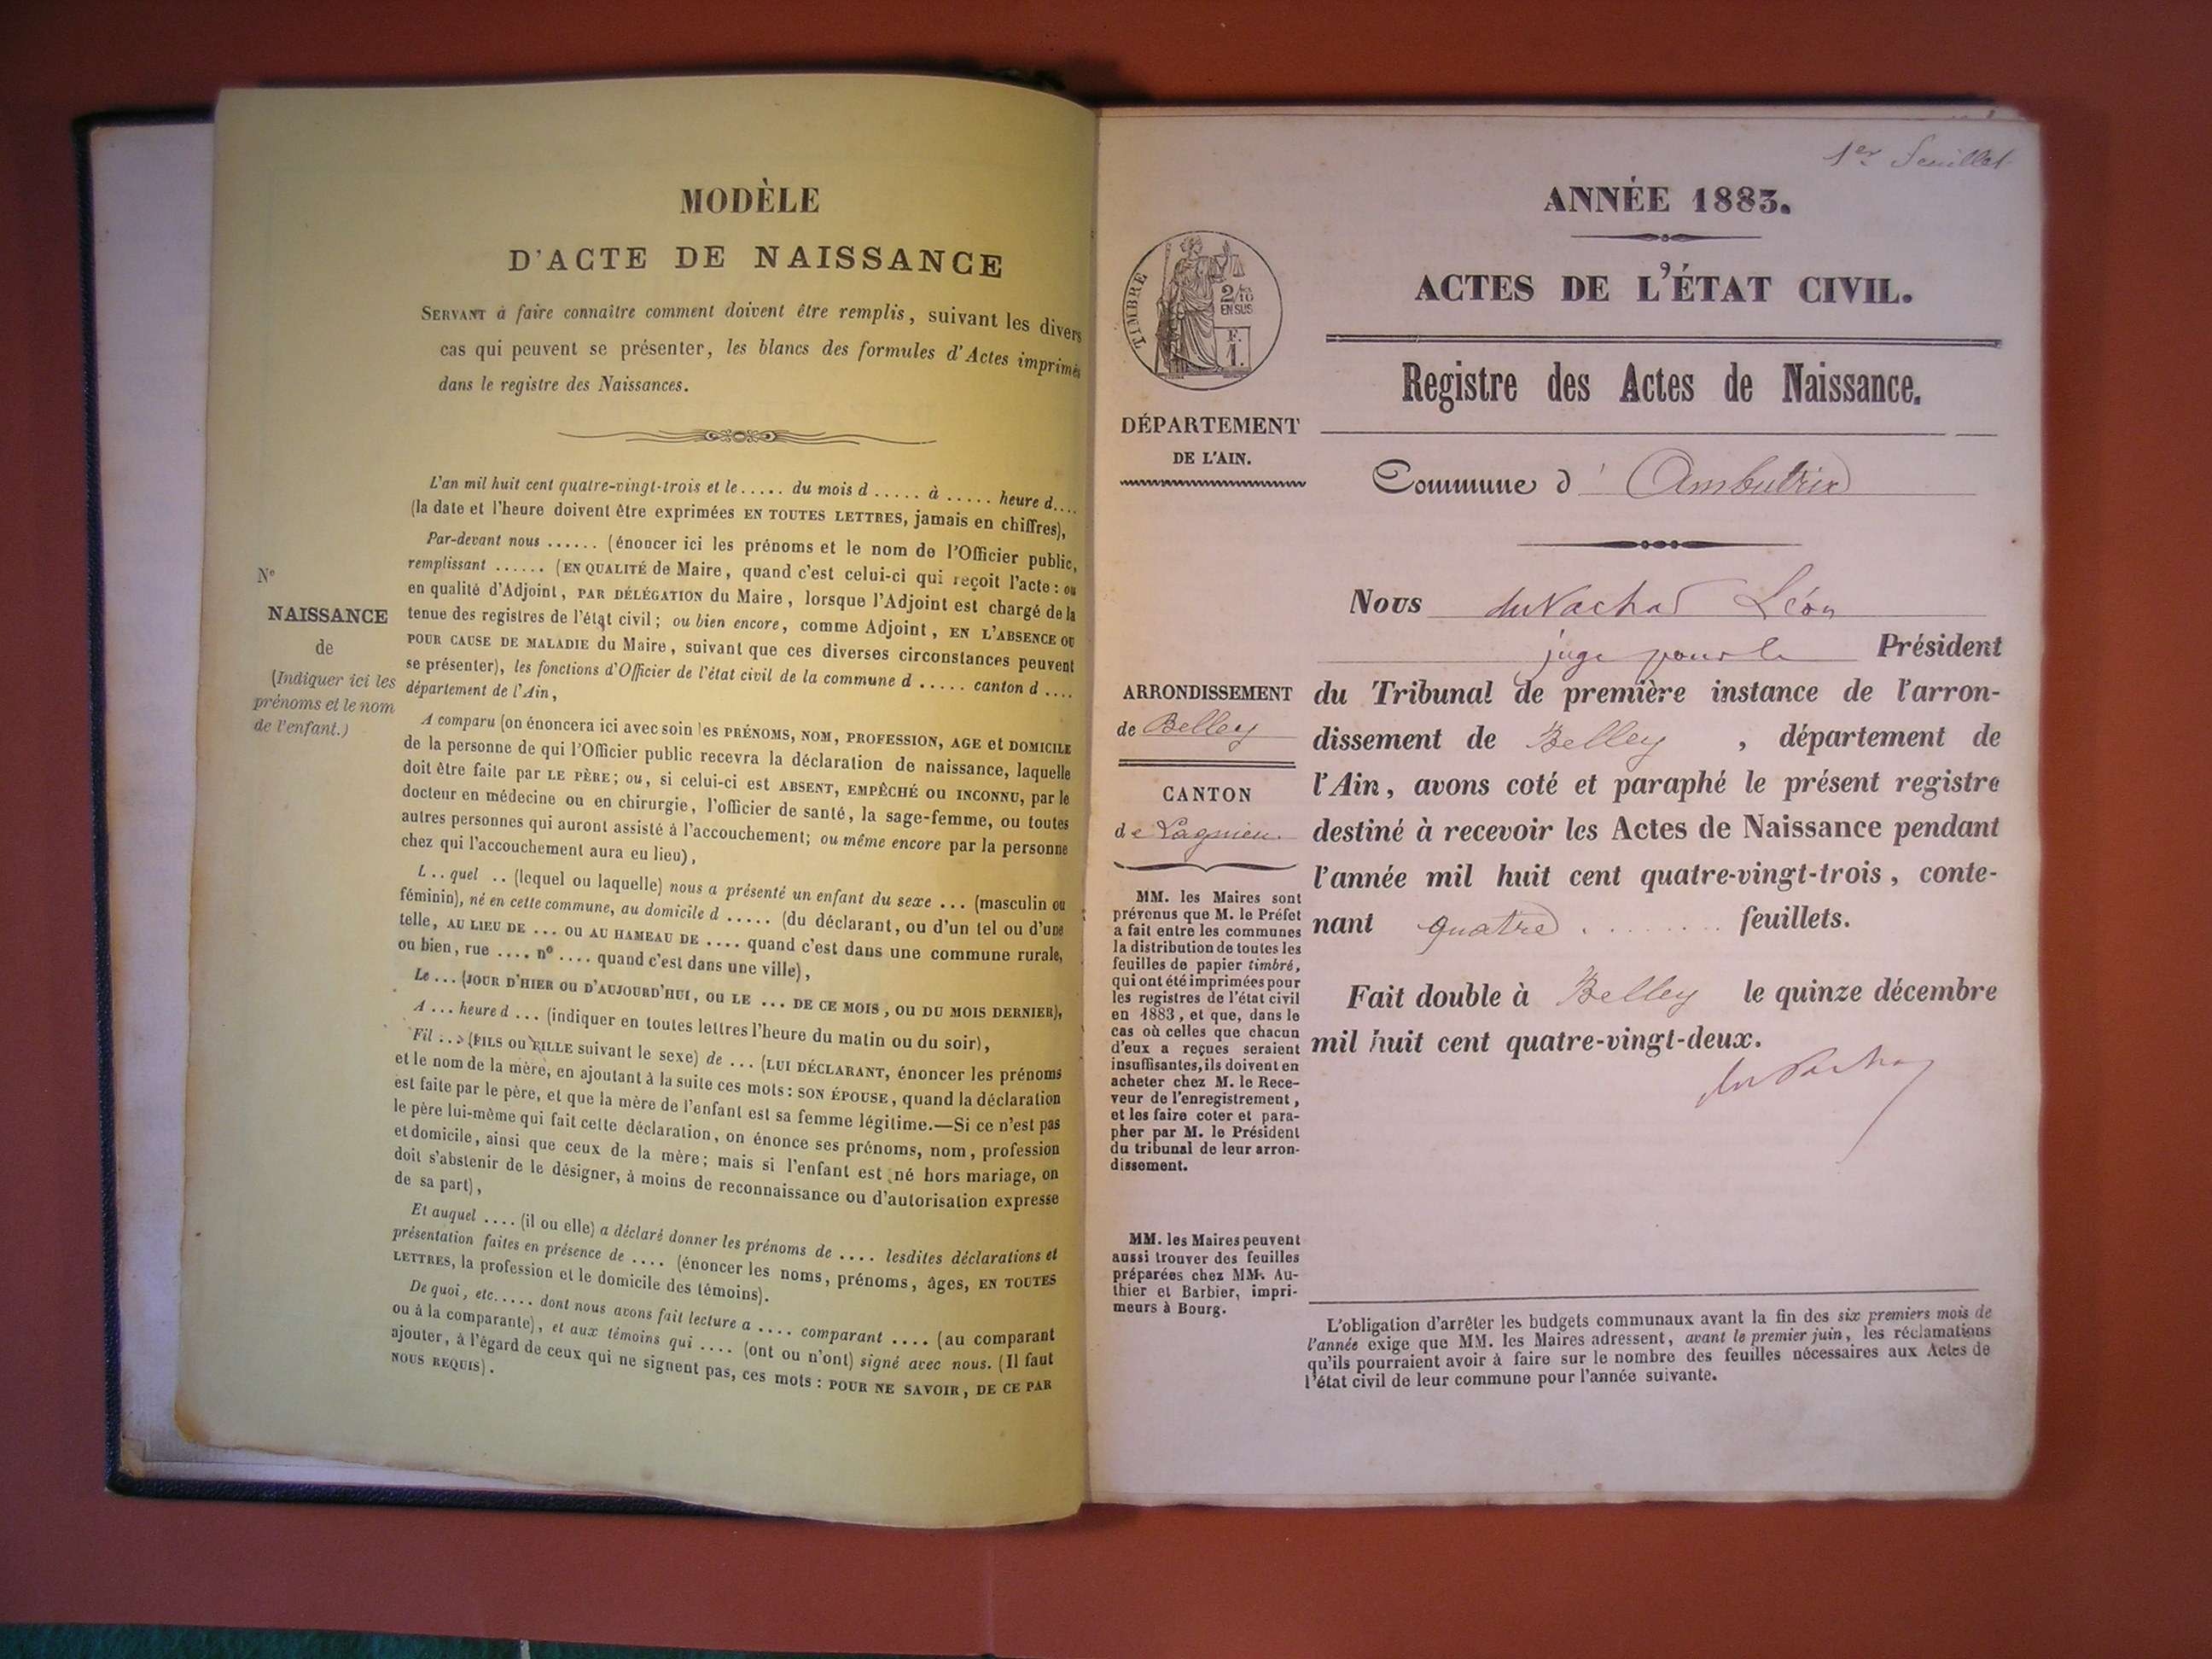 MODÈLE
D'ACTE DE NAISSANCE
SERVANT à faire connaître comment doivent être remplis, suivant les divers
cas qui peuvent se présenter, les blancs des formules d'Actes imprimés
dans le registre des Naissances.
L'an mil huit cent quatre-vingt-trois et le ..... du mois d ..... à ..... heure d....
(la date et l'heure doivent être exprimées EN TOUTES LETTRES, jamais en chiffres),
Par-devant nous ...... (énoncer ici les prénoms et le nom de l'Officier public,
remplissant ...... (EN QUALITÉ de Maire, quand c'est celui-ci qui reçoit l'acte : ou
en qualité d'Adjoint, PAR DÉLÉGATION du Maire, lorsque l'Adjoint est chargé de la
tenue des registres de l'état civil ; ou bien encore, comme Adjoint, EN L'ABSENCE OU
POUR CAUSE DE MALADIE du Maire, suivant que ces diverses circonstances peuvent
se présenter), les fonctions d'Officier de l'état civil de la commune d ..... canton d ....
département de l'Ain,
A comparu (on énoncera ici avec soin les PRÉNOMS, NOM, PROFESSION, AGE et DOMICILE
de la personne de qui l'Officier public recevra la déclaration de naissance, laquelle
doit être faite par LE PÈRE ; ou, si celui-ci est ABSENT, EMPÊCHÉ OU INCONNU, par le
docteur en médecine ou en chirurgie, l'officier de santé, la sage-femme, ou toutes
autres personnes qui auront assisté à l'accouchement ; ou même encore par la personne
chez qui l'accouchement aura eu lieu),
L .. quel .. (lequel ou laquelle) nous a présenté un enfant du sexe ... (masculin ou
féminin), né en cette commune, au domicile d ..... (du déclarant, ou d'un tel ou d'une
telle, AU LIEU DE ... OU AU HAMEAU DE .... quand c'est dans une commune rurale,
ou bien, rue .... n° .... quand c'est dans une ville),
Le ... (JOUR D'HIER OU D'AUJOURD'HUI, OU LE ... DE CE MOIS, OU DU MOIS DERNIER),
A ... heure d ... (indiquer en toutes lettres l'heure du matin ou du soir),
Fil ... (FILS OU FILLE suivant le sexe) de ... (LUI DÉCLARANT, énoncer les prénoms
et le nom de la mère, en ajoutant à la suite ces mots : SON ÉPOUSE, quand la déclaration
est faite par le père, et que la mère de l'enfant est sa femme légitime.—Si ce n'est pas
le père lui-même qui fait cette déclaration, on énonce ses prénoms, nom, profession
et domicile, ainsi que ceux de la mère ; mais si l'enfant est né hors mariage, on
doit s'abstenir de le désigner, à moins de reconnaissance ou d'autorisation expresse
de sa part),
Et auquel .... (il ou elle) a déclaré donner les prénoms de .... lesdites déclarations et
présentation faites en présence de .... (énoncer les noms, prénoms, âges, EN TOUTES
LETTRES, la profession et le domicile des témoins).
De quoi, etc..... dont nous avons fait lecture a .... comparant .... (au comparant
ou à la comparante), et aux témoins qui .... (ont ou n'ont) signé avec nous. (Il faut
ajouter, à l'égard de ceux qui ne signent pas, ces mots : POUR NE SAVOIR, DE CE PAR
NOUS REQUIS).
N°
NAISSANCE
de
(Indiquer ici les
prénoms et le nom
de l'enfant.)
1er feuillet
ANNÉE 1883.
ACTES DE L'ÉTAT CIVIL.
Registre des Actes de Naissance.
Commune d' Ambutrix
Nous Léon
juge pour le Président
du Tribunal de première instance de l'arron-
dissement de Belley, département de
l'Ain, avons coté et paraphé le présent registre
destiné à recevoir les Actes de Naissance pendant
l'année mil huit cent quatre-vingt-trois, conte-
nant quatre ........ feuillets.
Fait double à Belley le quinze décembre
mil huit cent quatre-vingt-deux.
TIMBRE
2/10
EN SUS
F.
1.
DÉPARTEMENT
DE L'AIN.
ARRONDISSEMENT
de Belley
CANTON
de Lagnieu
MM. les Maires sont
prévenus que M. le Préfet
a fait entre les communes
la distribution de toutes les
feuilles de papier timbré,
qui ont été imprimées pour
les registres de l'état civil
en 1883, et que, dans le
cas où celles que chacun
d'eux a reçues seraient
insuffisantes, ils doivent en
acheter chez M. le Rece-
veur de l'enregistrement,
et les faire coter et para-
pher par M. le Président
du tribunal de leur arron-
dissement.
MM. les Maires peuvent
aussi trouver des feuilles
préparées chez MM. Au-
thier et Barbier, impri-
meurs à Bourg.
L'obligation d'arrêter les budgets communaux avant la fin des six premiers mois de
l'année exige que MM. les Maires adressent, avant le premier juin, les réclamations
qu'ils pourraient avoir à faire sur le nombre des feuilles nécessaires aux Actes de
l'état civil de leur commune pour l'année suivante.